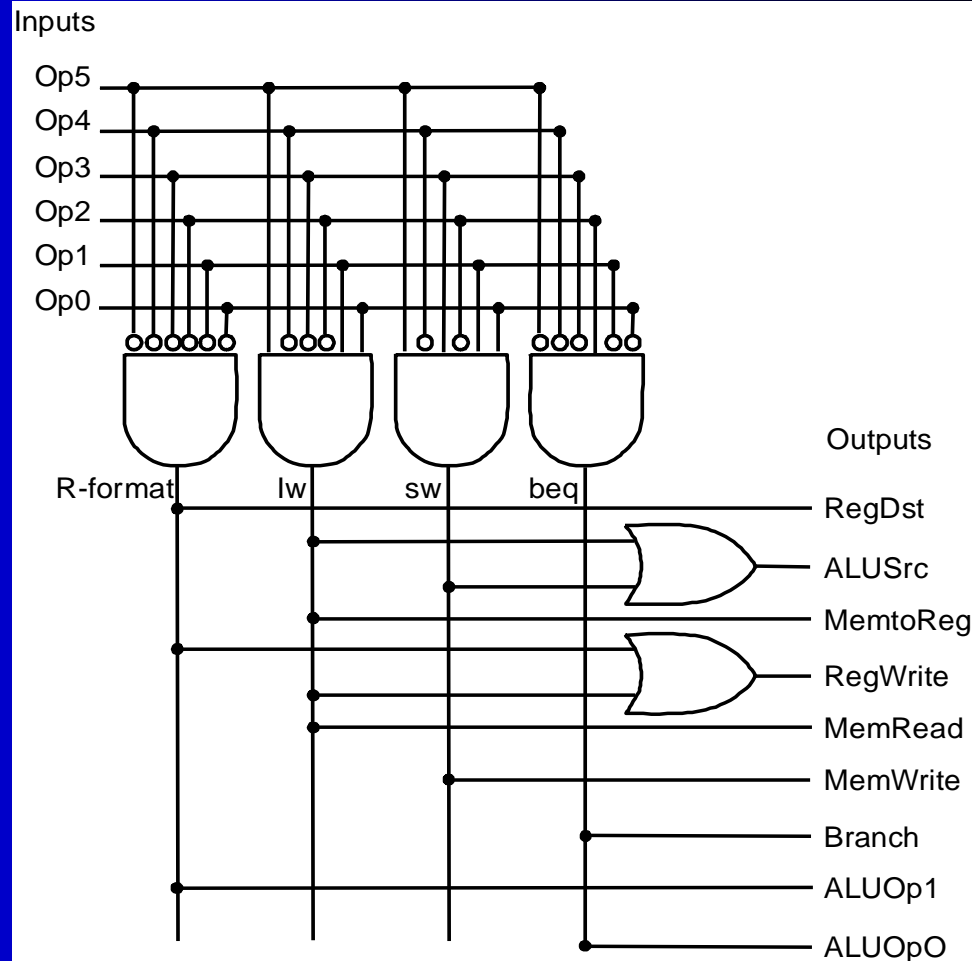 Inputs
Op5
Op4
Op3
Op2
Op1
Op0
Outputs
R-format lw sw beq
RegDst
ALUSrc
MemtoReg
RegWrite
MemRead
MemWrite
Branch
ALUOp1
ALUOpO